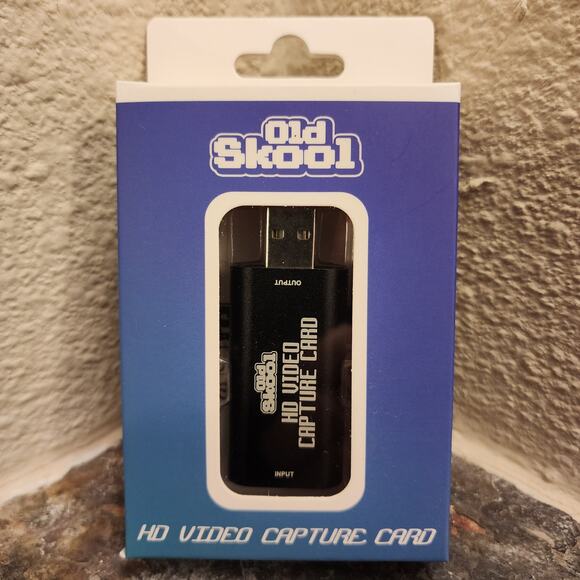 Old
Skool
OUTPUT
Old
Skool
HD VIDEO
CAPTURE CARD
INPUT
HD VIDEO CAPTURE CARD